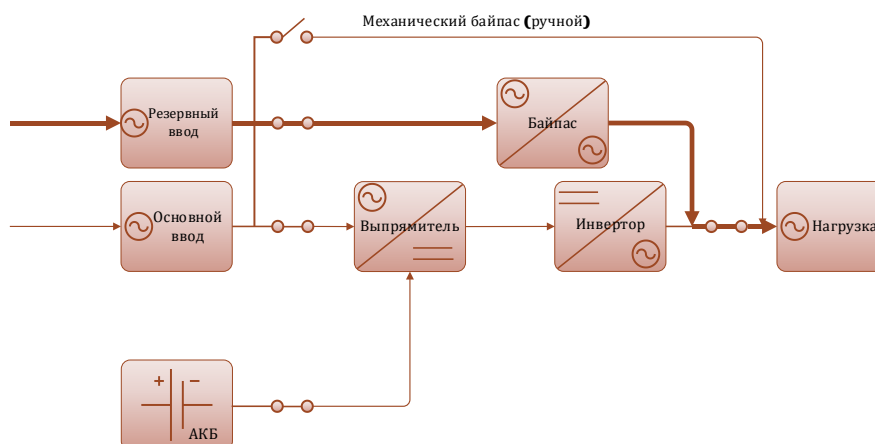 Механический байпас (ручной)
Резервный
ввод
Байпас
Основной
ввод
Выпрямитель
Инвертор
Нагрузка
+ −
АКБ